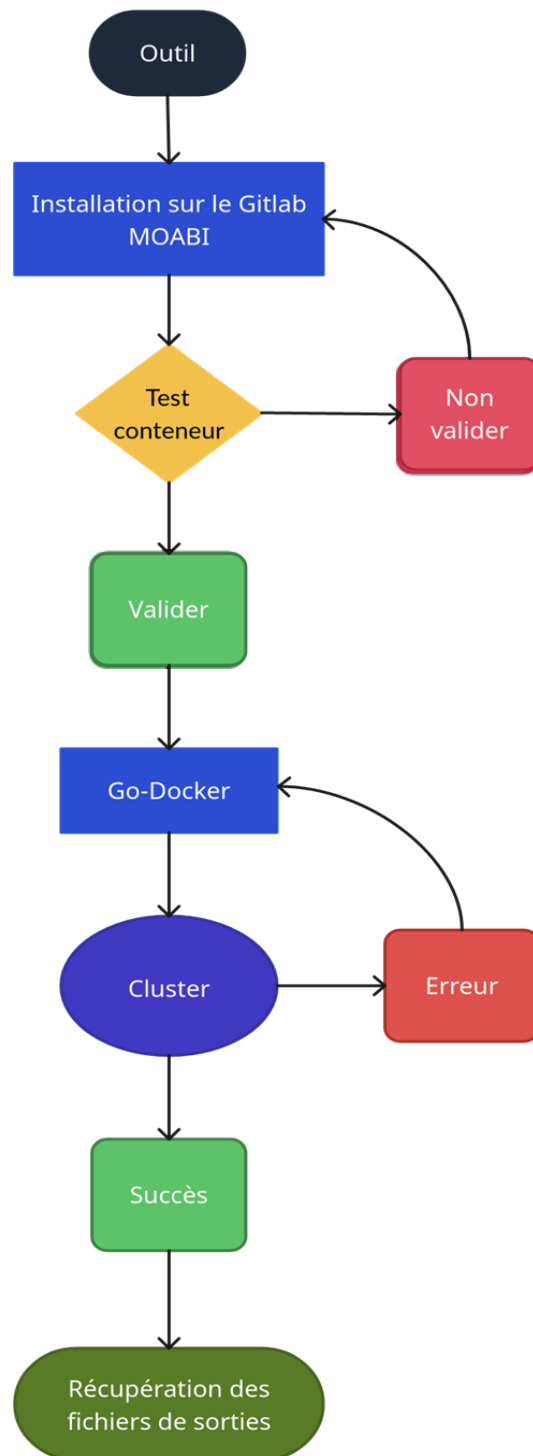 Outil
Installation sur le Gitlab
MOABI
Test
conteneur
Non
valider
Valider
Go-Docker
Cluster
Erreur
Succès
Récupération des
fichiers de sorties